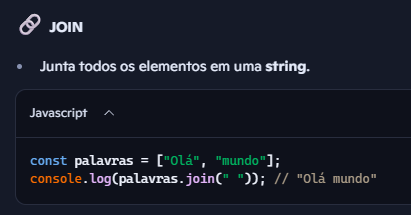 JOIN
Junta todos os elementos em uma string.
Javascript
const palavras = ["Olá", "mundo"];
console.log(palavras.join(" ")); // "Olá mundo"